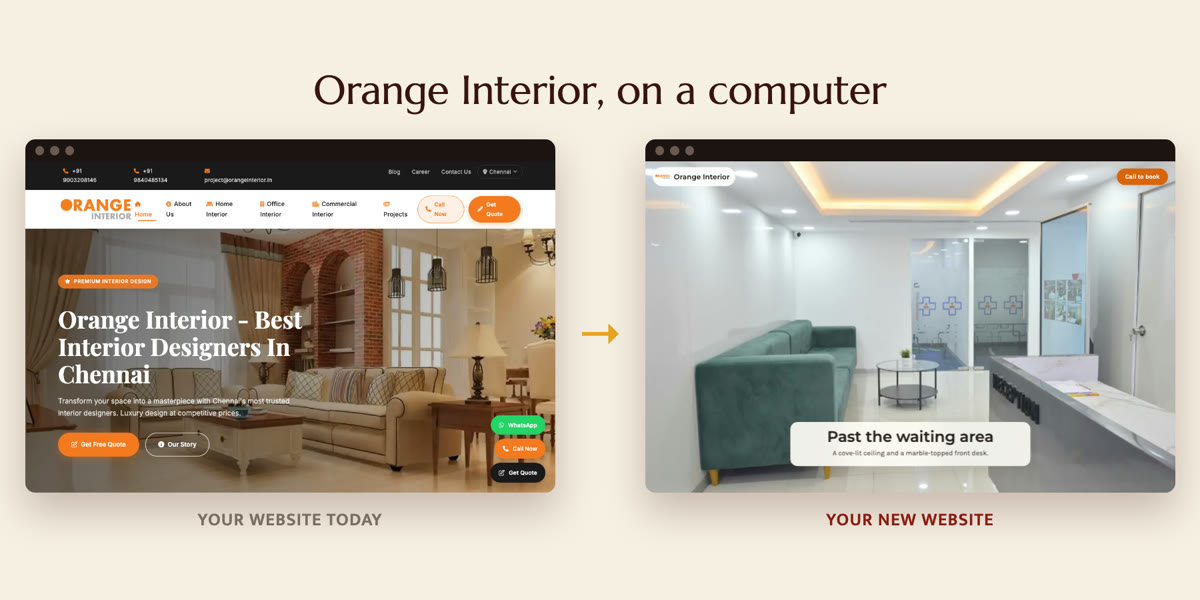 Orange Interior, on a computer
+91 9003208146
+91 9840485134
project@orangeinterior.in
Blog
Career
Contact Us
Chennai
ORANGE
INTERIOR
Home
About Us
Home Interior
Office Interior
Commercial Interior
Projects
Call Now
Get Quote
PREMIUM INTERIOR DESIGN
Orange Interior - Best
Interior Designers In
Chennai
Transform your space into a masterpiece with Chennai's most trusted
interior designers. Luxury design at competitive prices.
Get Free Quote
Our Story
WhatsApp
Call Now
Get Quote
YOUR WEBSITE TODAY
Orange Interior
Call to book
Past the waiting area
A cove-lit ceiling and a marble-topped front desk.
YOUR NEW WEBSITE